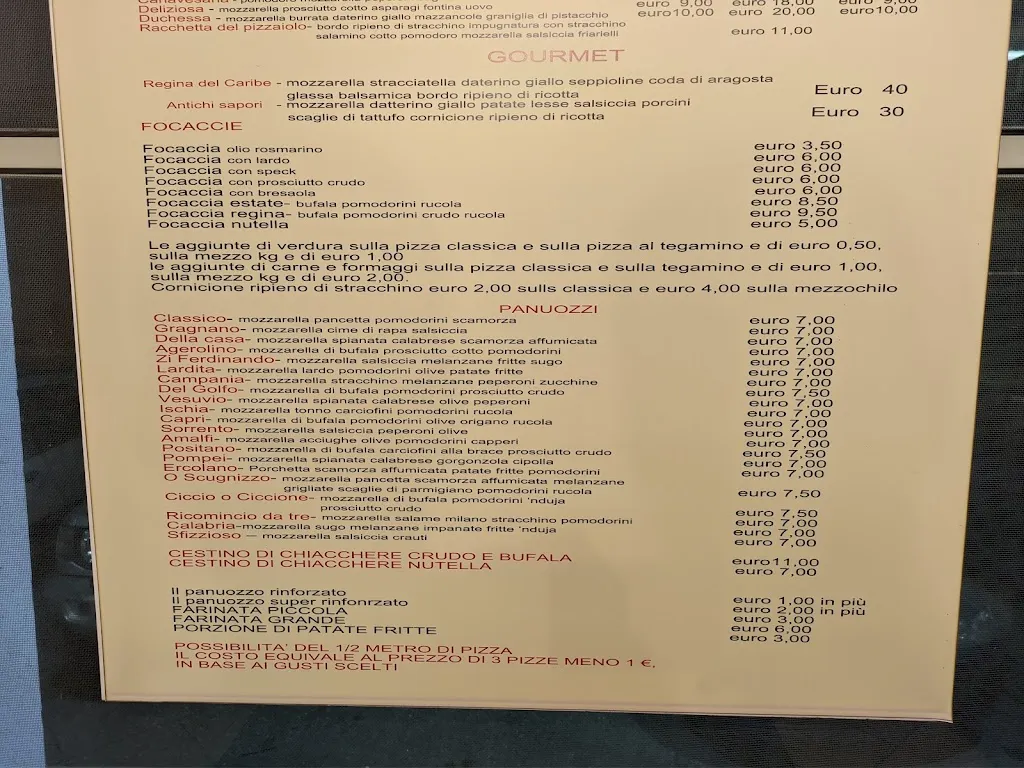 Canavesana - pomodoro mozzarella
Deliziosa - mozzarella prosciutto cotto asparagi fontina uovo euro 9,00 euro 18,00 euro 9,00
Duchessa - mozzarella burrata daterino giallo mazzancole graniglia di pistacchio euro10,00 euro 20,00 euro10,00
Racchetta del pizzaiolo- bordo ripieno di stracchino impugnatura con stracchino
salamino cotto pomodoro mozzarella salsiccia friarielli euro 11,00
GOURMET
Regina del Caribe - mozzarella stracciatella daterino giallo seppioline coda di aragosta
glassa balsamica bordo ripieno di ricotta Euro 40
Antichi sapori - mozzarella datterino giallo patate lesse salsiccia porcini
scaglie di tattufo cornicione ripieno di ricotta Euro 30
FOCACCIE
Focaccia olio rosmarino euro 3,50
Focaccia con lardo euro 6,00
Focaccia con speck euro 6,00
Focaccia con prosciutto crudo euro 6,00
Focaccia con bresaola euro 6,00
Focaccia estate- bufala pomodorini rucola euro 8,50
Focaccia regina- bufala pomodorini crudo rucola euro 9,50
Focaccia nutella euro 5,00
Le aggiunte di verdura sulla pizza classica e sulla pizza al tegamino e di euro 0,50,
sulla mezzo kg e di euro 1,00
le aggiunte di carne e formaggi sulla pizza classica e sulla tegamino e di euro 1,00,
sulla mezzo kg e di euro 2,00.
Cornicione ripieno di stracchino euro 2,00 sulls classica e euro 4,00 sulla mezzochilo
PANUOZZI
Classico- mozzarella pancetta pomodorini scamorza euro 7,00
Gragnano- mozzarella cime di rapa salsiccia euro 7,00
Della casa- mozzarella spianata calabrese scamorza affumicata euro 7,00
Agerolino- mozzarella di bufala prosciutto cotto pomodorini euro 7,00
Zi Ferdinando- mozzarella salsiccia melanzane fritte sugo euro 7,00
Lardita- mozzarella lardo pomodorini olive patate fritte euro 7,00
Campania- mozzarella stracchino melanzane peperoni zucchine euro 7,00
Del Golfo- mozzarella di bufala pomodorini prosciutto crudo euro 7,50
Vesuvio- mozzarella spianata calabrese olive peperoni euro 7,00
Ischia- mozzarella tonno carciofini pomodorini rucola euro 7,00
Capri- mozzarella di bufala pomodorini olive origano rucola euro 7,00
Sorrento- mozzarella salsiccia peperoni olive euro 7,00
Amalfi- mozzarella acciughe olive pomodorini capperi euro 7,00
Positano- mozzarella di bufala carciofini alla brace prosciutto crudo euro 7,50
Pompei- mozzarella spianata calabrese gorgonzola cipolla euro 7,00
Ercolano- Porchetta scamorza affumicata patate fritte pomodorini euro 7,00
O Scugnizzo- mozzarella pancetta scamorza affumicata melanzane
grigliate scaglie di parmigiano pomodorini rucola euro 7,50
Ciccio o Ciccione- mozzarella di bufala pomodorini 'nduja
prosciutto crudo euro 7,50
Ricomincio da tre- mozzarella salame milano stracchino pomodorini euro 7,00
Calabria-mozzarella sugo melanzane impanate fritte 'nduja euro 7,00
Sfizzioso — mozzarella salsiccia crauti euro 7,00
CESTINO DI CHIACCHERE CRUDO E BUFALA euro11,00
CESTINO DI CHIACCHERE NUTELLA euro 7,00
Il panuozzo rinforzato euro 1,00 in più
Il panuozzo super rinfonrzato euro 2,00 in più
FARINATA PICCOLA euro 3,00
FARINATA GRANDE euro 6,00
PORZIONE DI PATATE FRITTE euro 3,00
POSSIBILITA' DEL 1/2 METRO DI PIZZA
IL COSTO EQUIVALE AL PREZZO DI 3 PIZZE MENO 1 €,
IN BASE AI GUSTI SCELTI